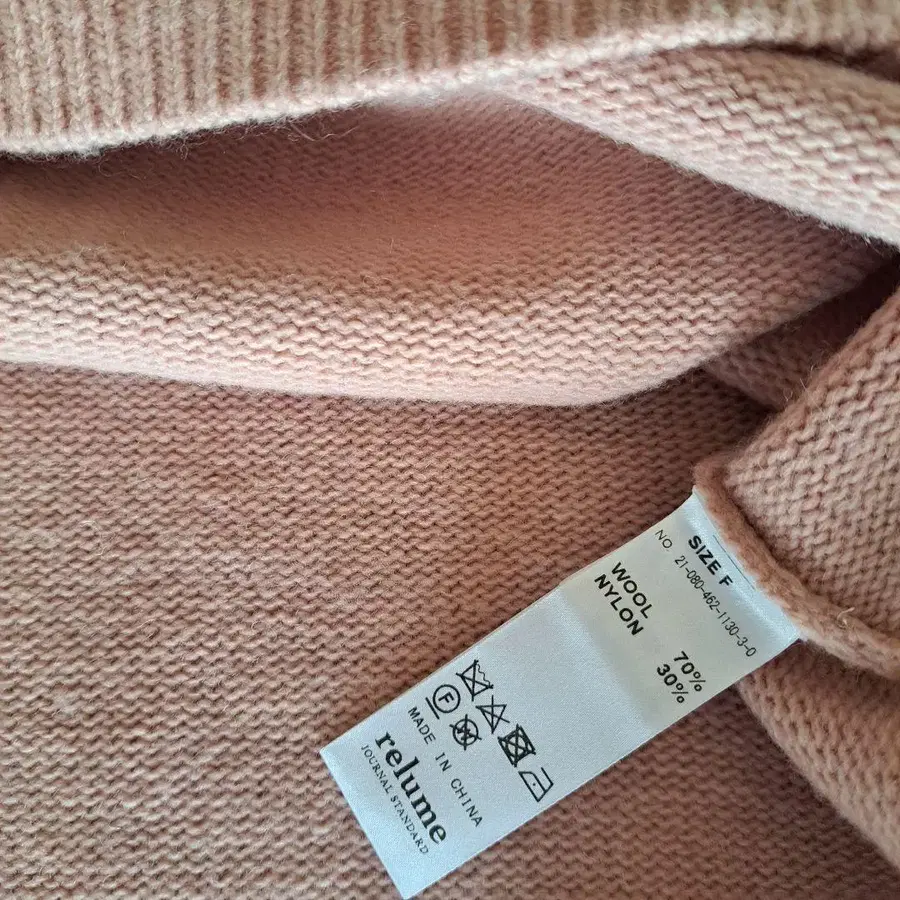 SIZE F
NO. 21-080-462-1130-3-0
WOOL 70%
NYLON 30%
F
MADE IN CHINA
relume
JOURNAL STANDARD